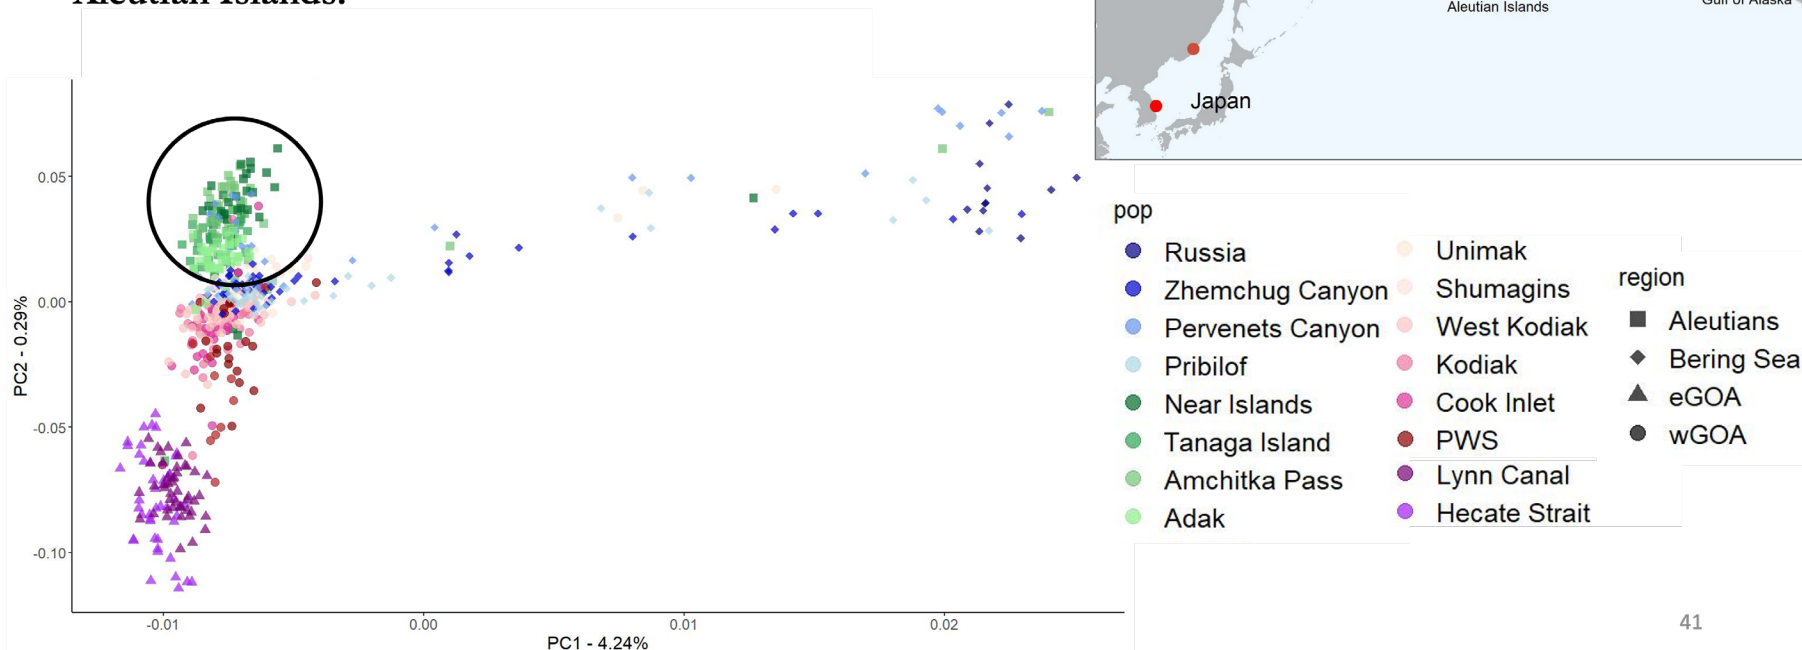 Aleutian Islands.
Aleutian Islands
Gulf of Alaska
Japan
0.05
0.00
-0.05
-0.10
PC2 - 0.29%
-0.01
0.00
0.01
0.02
PC1 - 4.24%
pop
Russia
Zhemchug Canyon
Pervenets Canyon
Pribilof
Near Islands
Tanaga Island
Amchitka Pass
Adak
Unimak
Shumagins
West Kodiak
Kodiak
Cook Inlet
PWS
Lynn Canal
Hecate Strait
region
Aleutians
Bering Sea
eGOA
wGOA
41